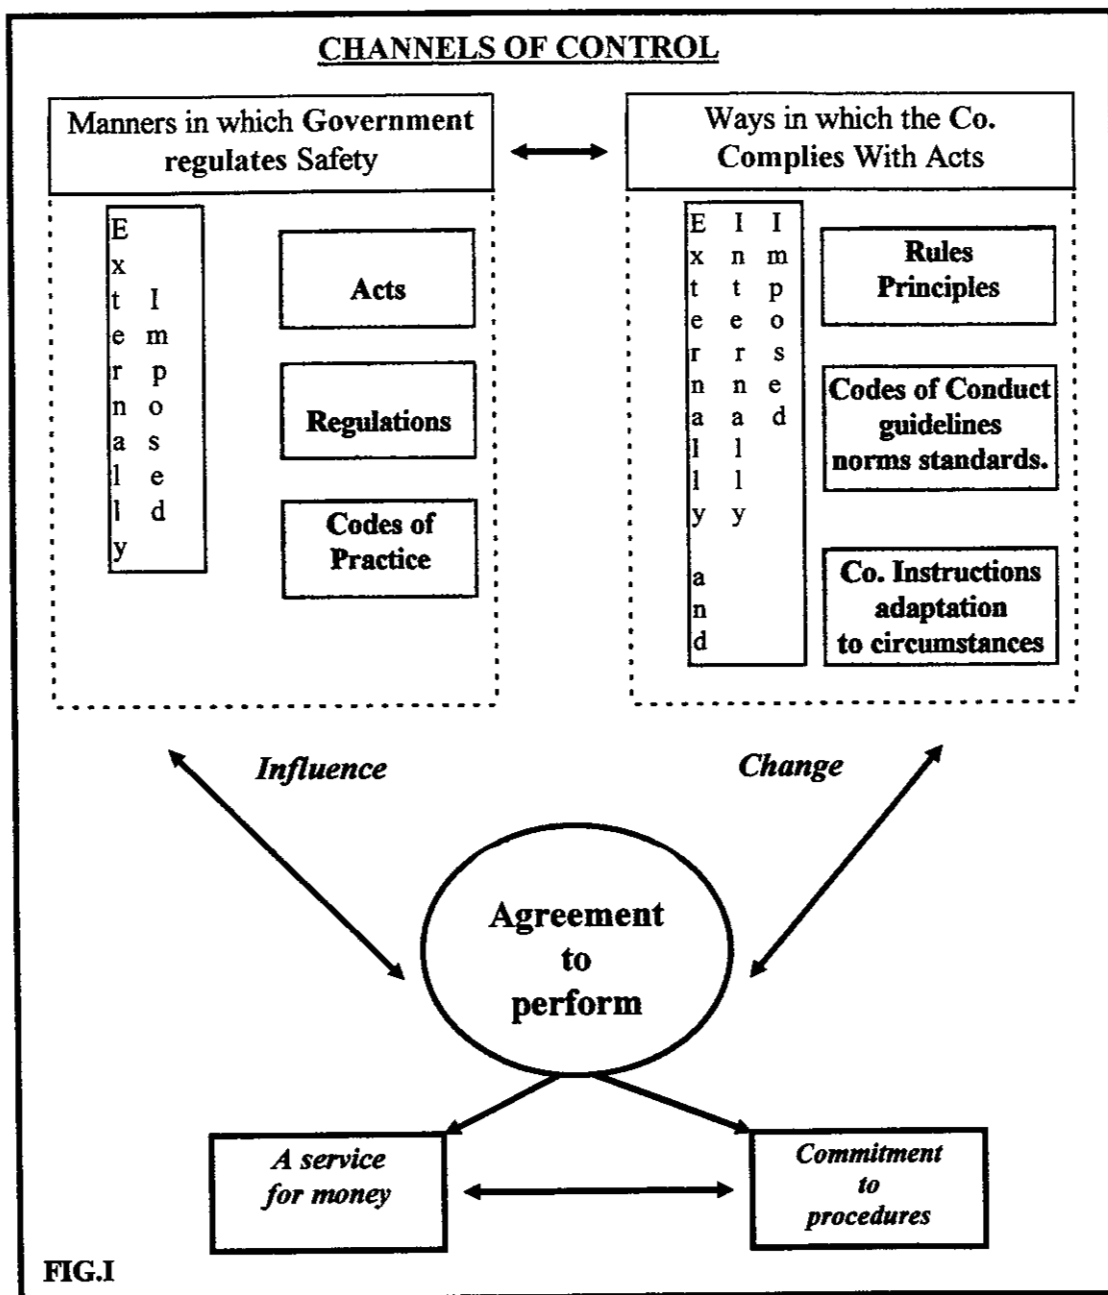 CHANNELS OF CONTROL
Manners in which Government
regulates Safety
Ways in which the Co.
Complies With Acts
Externally
Imposed
Acts
Regulations
Codes of
Practice
Externally and
Internally
Imposed
Rules
Principles
Codes of Conduct
guidelines
norms standards.
Co. Instructions
adaptation
to circumstances
Influence
Change
Agreement
to
perform
A service
for money
Commitment
to
procedures
FIG.I